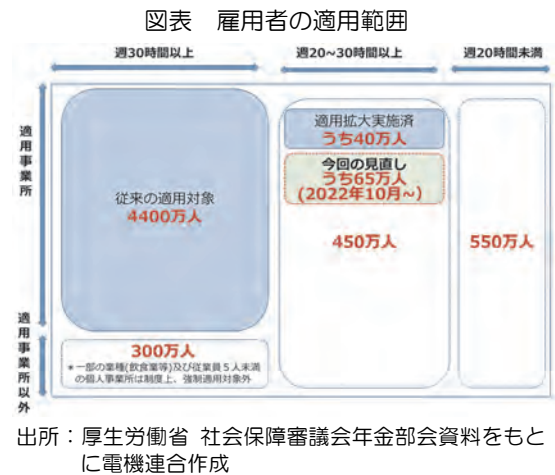 図表　雇用者の適用範囲
週30時間以上
週20~30時間以上
週20時間未満
適用事業所
従来の適用対象
4400万人
適用拡大実施済
うち40万人
今回の見直し
うち65万人
(2022年10月~)
450万人
550万人
適用事業所以外
300万人
*一部の業種(飲食業等)及び従業員5人未満
の個人事業所は制度上、強制適用対象外
出所：厚生労働省 社会保障審議会年金部会資料をもと
に電機連合作成